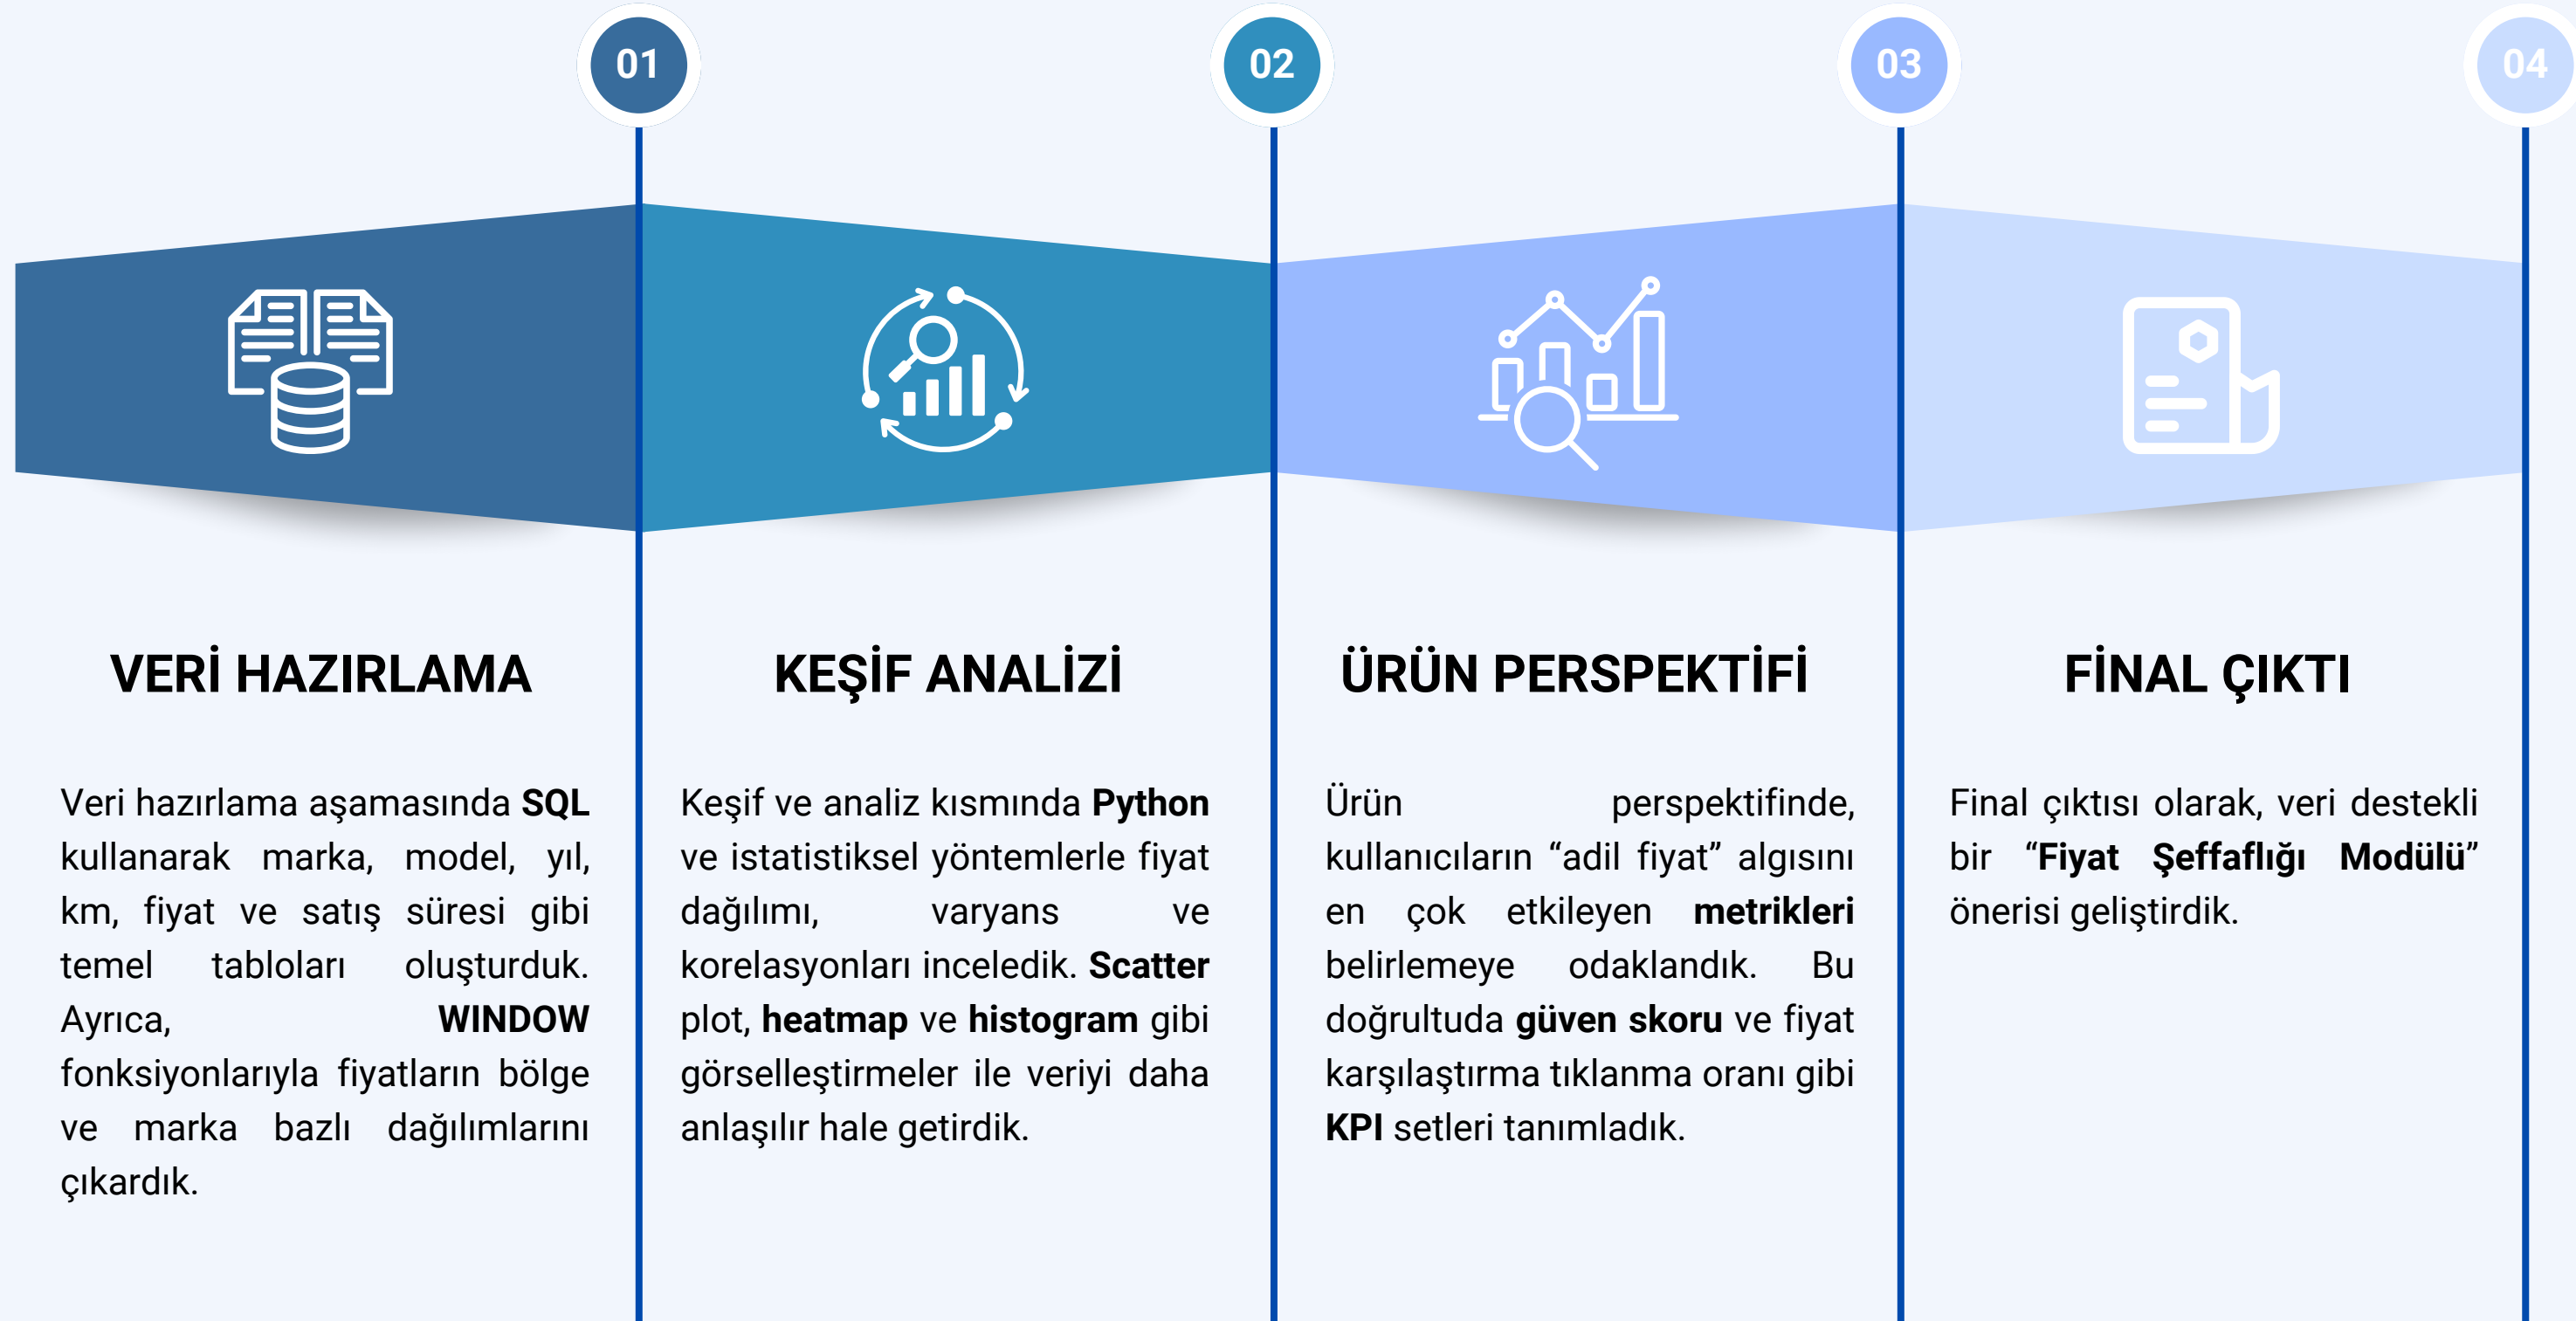 01
02
03
04
VERİ HAZIRLAMA
Veri hazırlama aşamasında SQL
kullanarak marka, model, yıl,
km, fiyat ve satış süresi gibi
temel tabloları oluşturduk.
Ayrıca, WINDOW
fonksiyonlarıyla fiyatların bölge
ve marka bazlı dağılımlarını
çıkardık.
KEŞİF ANALİZİ
Keşif ve analiz kısmında Python
ve istatistiksel yöntemlerle fiyat
dağılımı, varyans ve
korelasyonları inceledik. Scatter
plot, heatmap ve histogram gibi
görselleştirmeler ile veriyi daha
anlaşılır hale getirdik.
ÜRÜN PERSPEKTİFİ
Ürün perspektifinde,
kullanıcıların “adil fiyat” algısını
en çok etkileyen metrikleri
belirlemeye odaklandık. Bu
doğrultuda güven skoru ve fiyat
karşılaştırma tıklanma oranı gibi
KPI setleri tanımladık.
FİNAL ÇIKTI
Final çıktısı olarak, veri destekli
bir “Fiyat Şeffaflığı Modülü”
önerisi geliştirdik.